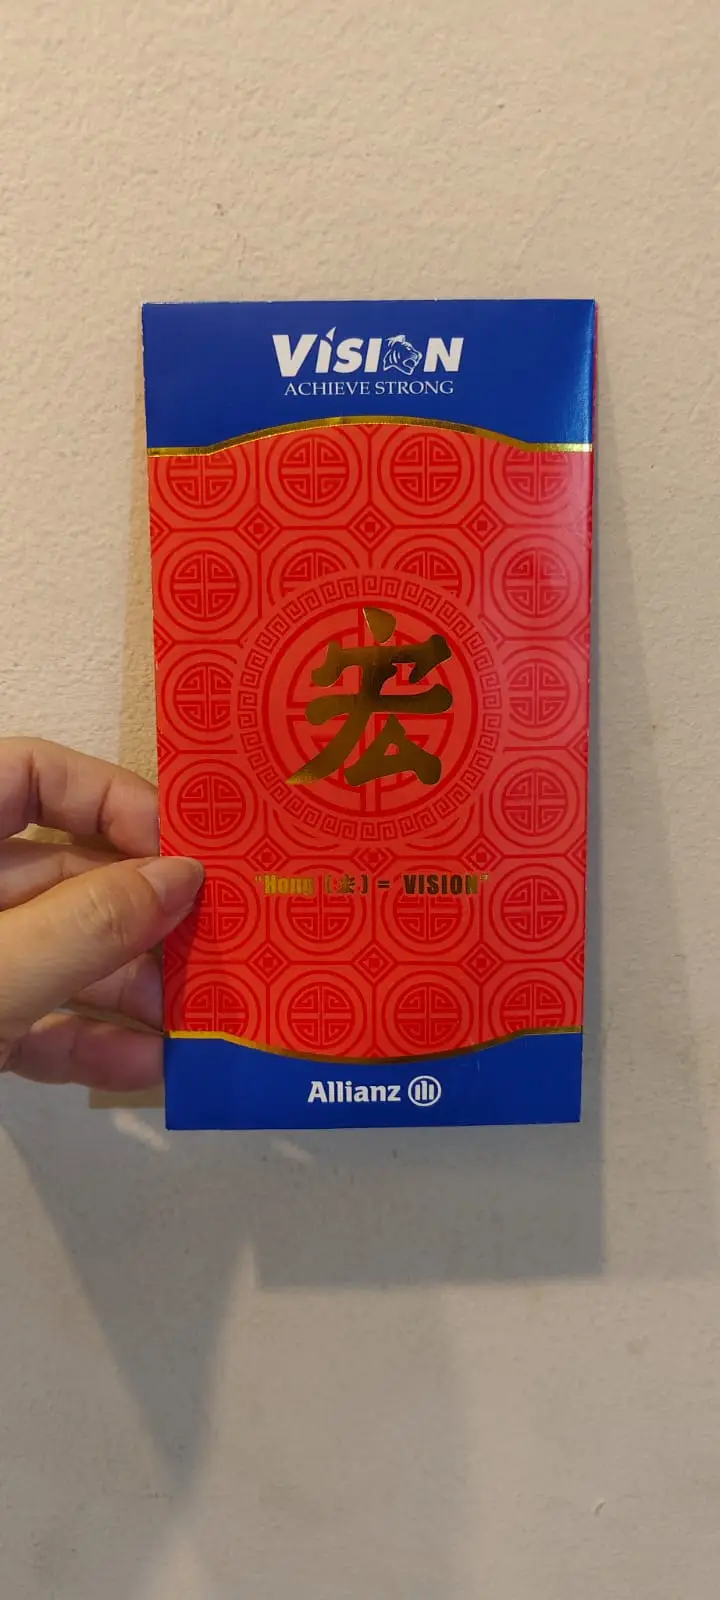 VISION
ACHIEVE STRONG
宏
"Hong (宏) = VISION"
Allianz